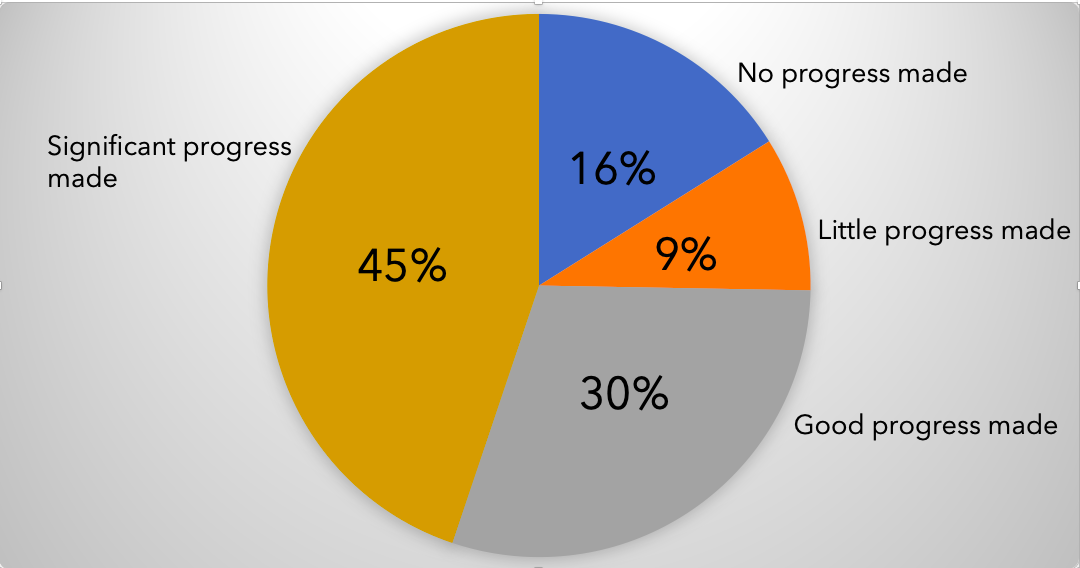 No progress made
Significant progress
made
16%
Little progress made
9%
45%
30%
Good progress made